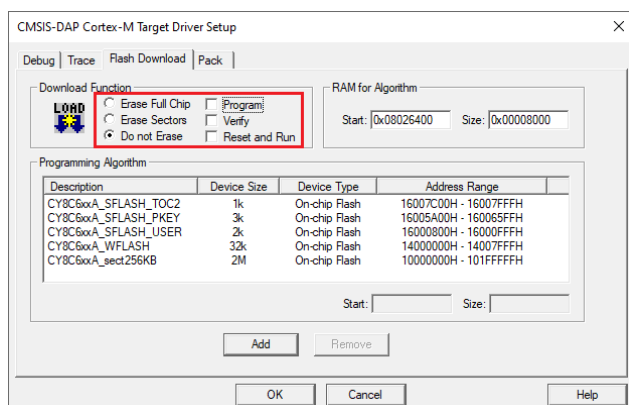 CMSIS-DAP Cortex-M Target Driver Setup
Debug Trace Flash Download Pack
Download Function
LOAD
Erase Full Chip Program
Erase Sectors Verify
Do not Erase Reset and Run
RAM for Algorithm
Start: 0x08026400 Size: 0x00008000
Programming Algorithm
Description Device Size Device Type Address Range
CY8C6xxA_SFLASH_TOC2 1k On-chip Flash 16007C00H - 16007FFFH
CY8C6xxA_SFLASH_PKEY 3k On-chip Flash 16005A00H - 160065FFH
CY8C6xxA_SFLASH_USER 2k On-chip Flash 16000800H - 16000FFFH
CY8C6xxA_WFLASH 32k On-chip Flash 14000000H - 14007FFFH
CY8C6xxA_sect256KB 2M On-chip Flash 10000000H - 101FFFFFH
Start: Size:
Add Remove
OK Cancel Help